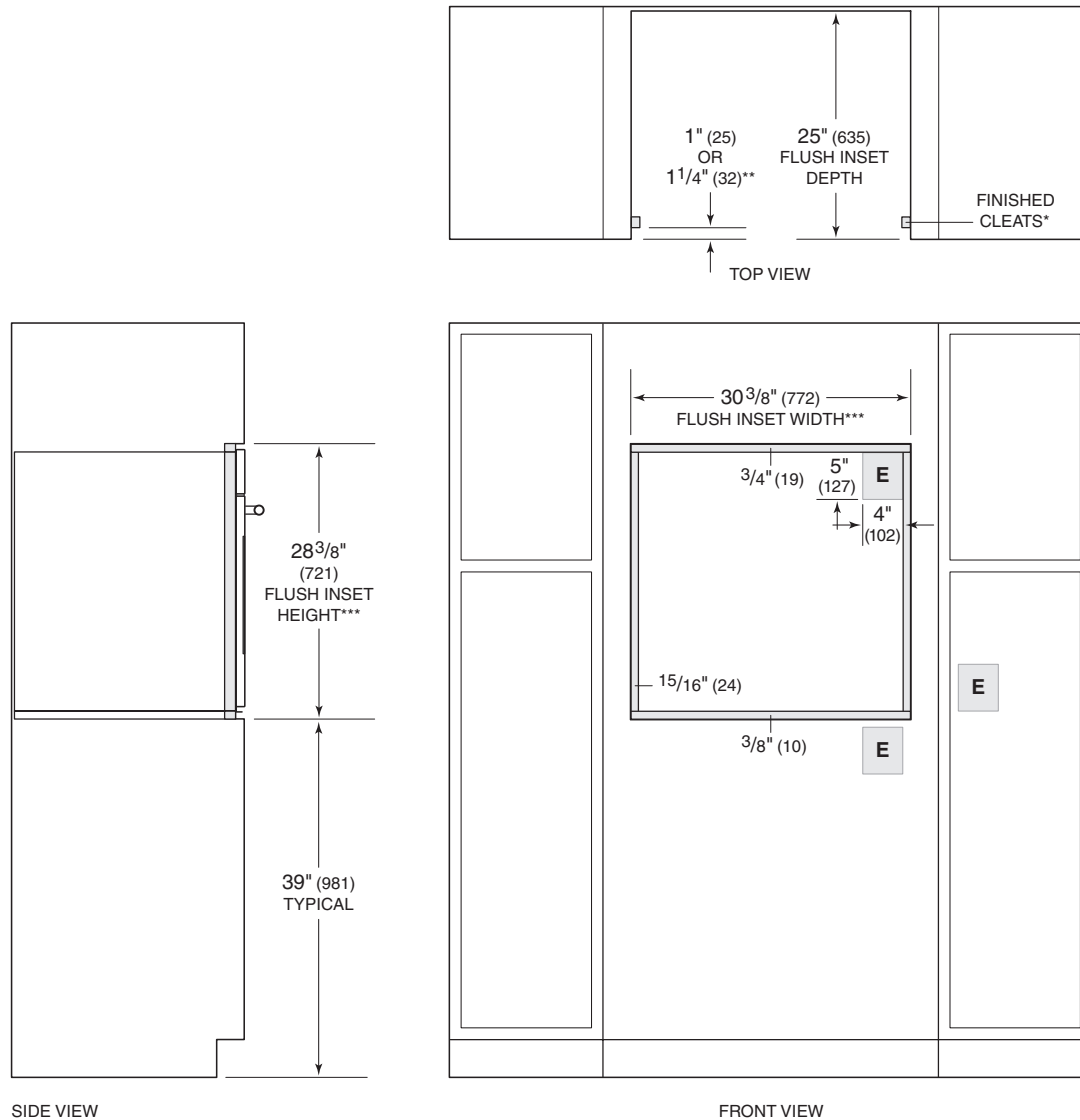 1" (25)
OR
1 1/4" (32)**
25" (635)
FLUSH INSET
DEPTH
FINISHED
CLEATS*
TOP VIEW
30 3/8" (772)
FLUSH INSET WIDTH***
3/4" (19)
5"
(127)
E
4"
(102)
28 3/8"
(721)
FLUSH INSET
HEIGHT***
15/16" (24)
E
3/8" (10)
E
39" (981)
TYPICAL
SIDE VIEW
FRONT VIEW